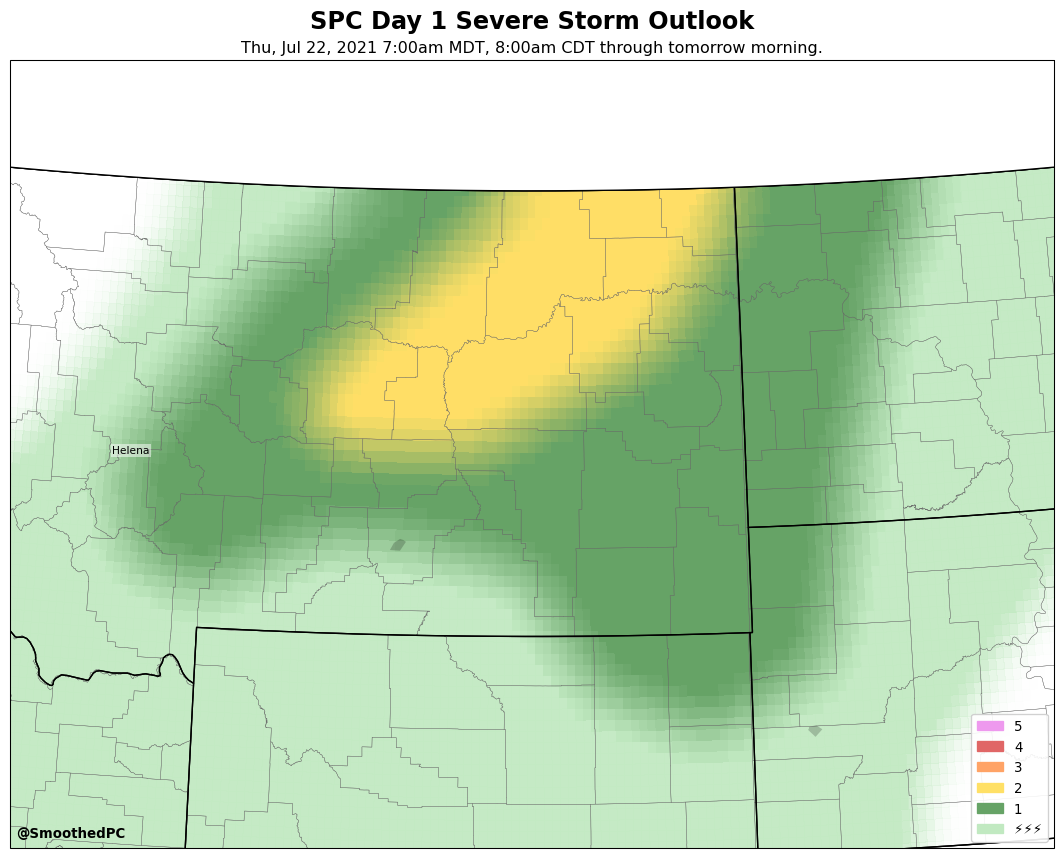 SPC Day 1 Severe Storm Outlook
Thu, Jul 22, 2021 7:00am MDT, 8:00am CDT through tomorrow morning.
Helena
5
4
3
2
1
⚡⚡⚡
@SmoothedPC